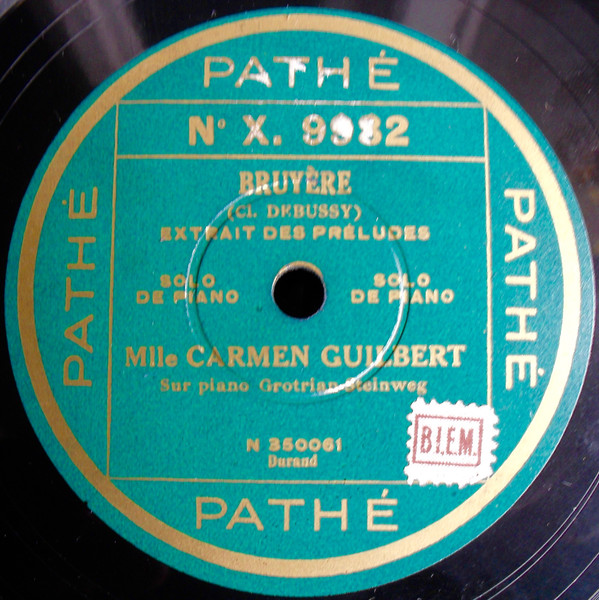 PATHÉ
N° X. 9982
BRUYÈRE
(Cl. DEBUSSY)
EXTRAIT DES PRÉLUDES
SOLO
DE PIANO
SOLO
DE PIANO
Mlle CARMEN GUILBERT
Sur piano Grotrian-Steinweg
N 350061
Durand
B.I.E.M.
PATHÉ
PATHÉ
PATHÉ